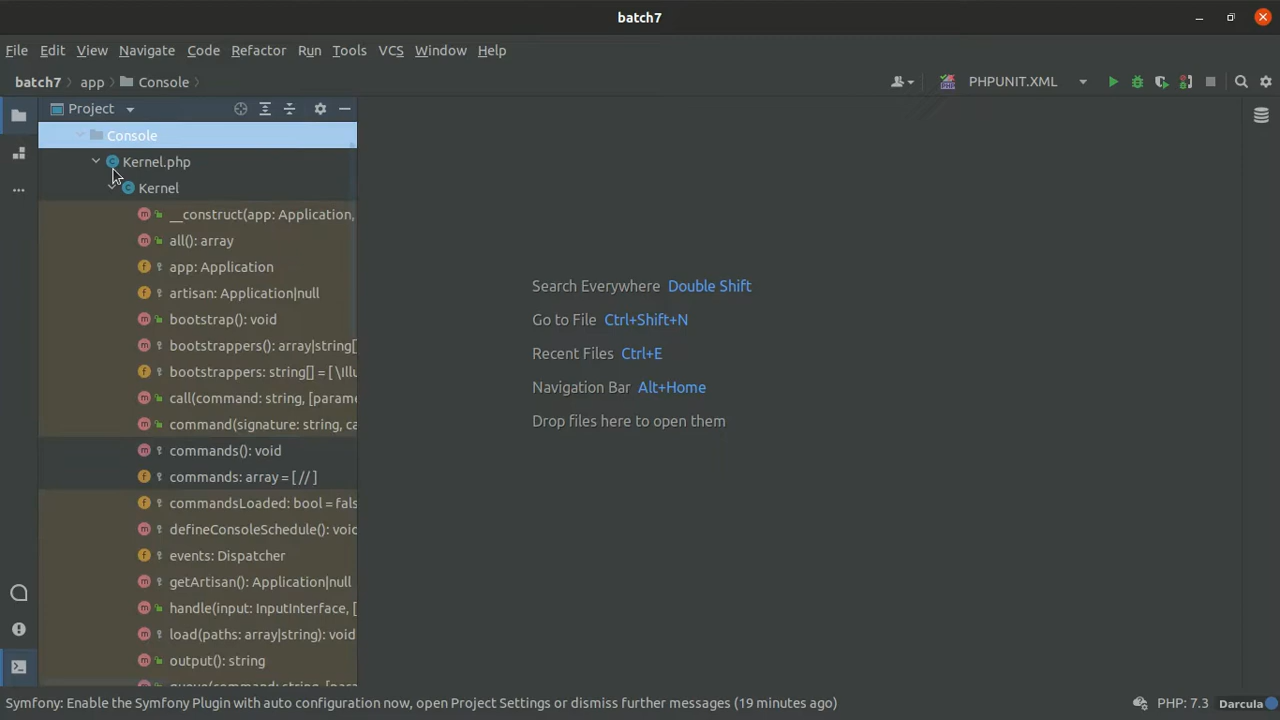 batch7
File Edit View Navigate Code Refactor Run Tools VCS Window Help
batch7 app Console PHPUNIT.XML
Project
Console
Kernel.php
Kernel
__construct(app: Application,
all(): array
app: Application
artisan: Application|null
bootstrap(): void
bootstrappers(): array|string[
bootstrappers: string[] = [ \Illu
call(command: string, [parame
command(signature: string, ca
commands(): void
commands: array = [ // ]
commandsLoaded: bool = fals
defineConsoleSchedule(): voic
events: Dispatcher
getArtisan(): Application|null
handle(input: InputInterface, [
load(paths: array|string): void
output(): string
Search Everywhere Double Shift
Go to File Ctrl+Shift+N
Recent Files Ctrl+E
Navigation Bar Alt+Home
Drop files here to open them
Symfony: Enable the Symfony Plugin with auto configuration now, open Project Settings or dismiss further messages (19 minutes ago) PHP: 7.3 Darcula